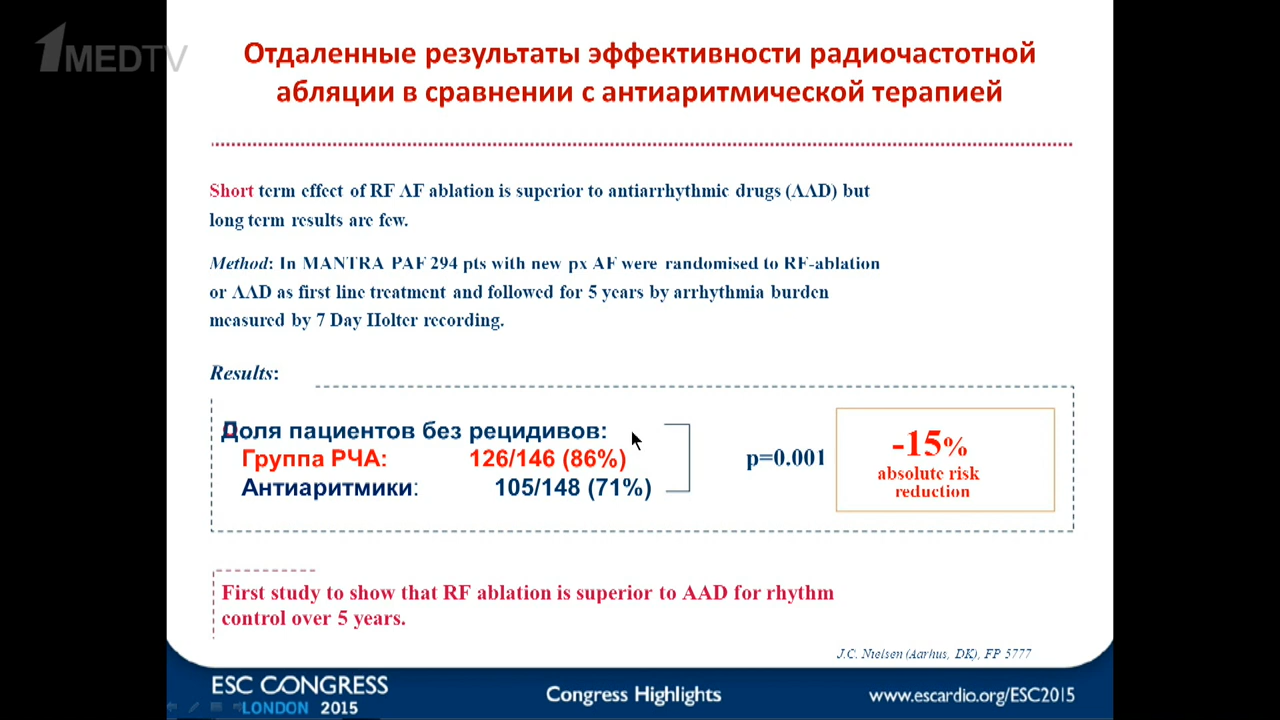 1MEDTV
Отдаленные результаты эффективности радиочастотной
абляции в сравнении с антиаритмической терапией
Short term effect of RF AF ablation is superior to antiarrhythmic drugs (AAD) but
long term results are few.
Method: In MANTRA PAF 294 pts with new px AF were randomised to RF-ablation
or AAD as first line treatment and followed for 5 years by arrhythmia burden
measured by 7 Day Holter recording.
Results:
Доля пациентов без рецидивов:
Группа РЧА: 126/146 (86%)
Антиаритмики: 105/148 (71%)
p=0.001
-15%
absolute risk
reduction
First study to show that RF ablation is superior to AAD for rhythm
control over 5 years.
J.C. Nielsen (Aarhus, DK), FP 5777
ESC CONGRESS
LONDON 2015
Congress Highlights
www.escardio.org/ESC2015